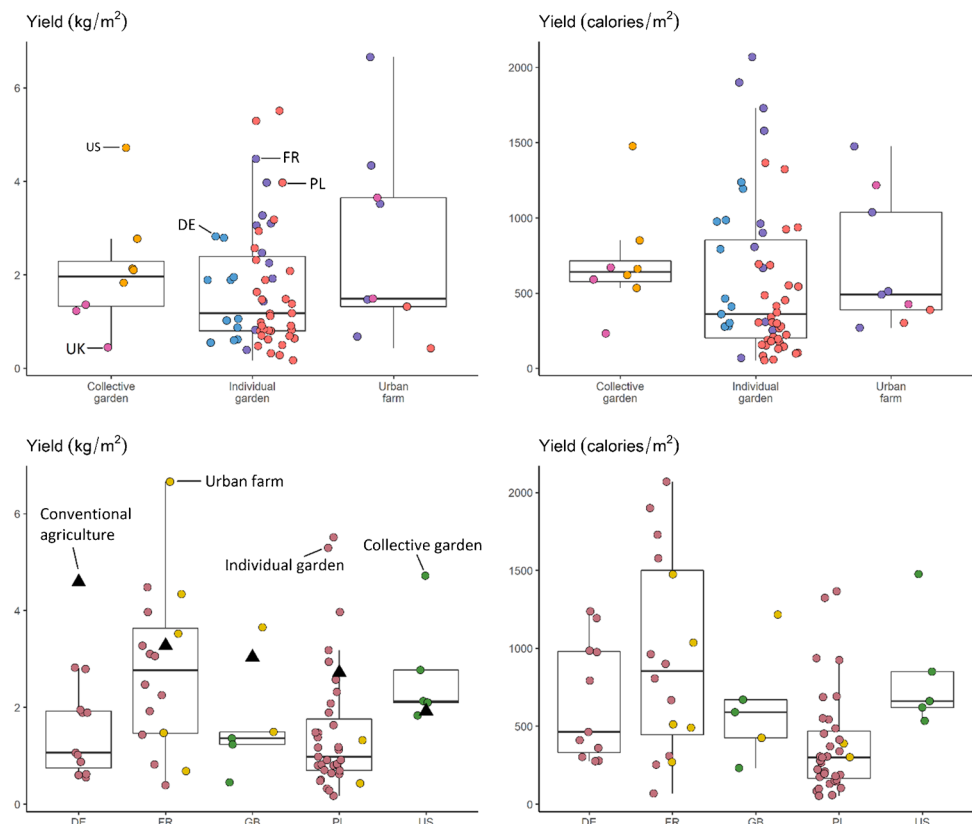 Yield (kg/m²)
6
4
2
0
US
FR
PL
DE
UK
Collective
garden
Individual
garden
Urban
farm
Yield (calories/m²)
2000
1500
1000
500
0
Collective
garden
Individual
garden
Urban
farm
Yield (kg/m²)
6
4
2
0
Conventional
agriculture
Urban farm
Individual garden
Collective garden
DE
FR
GB
PL
US
Yield (calories/m²)
2000
1500
1000
500
0
DE
FR
GB
PL
US